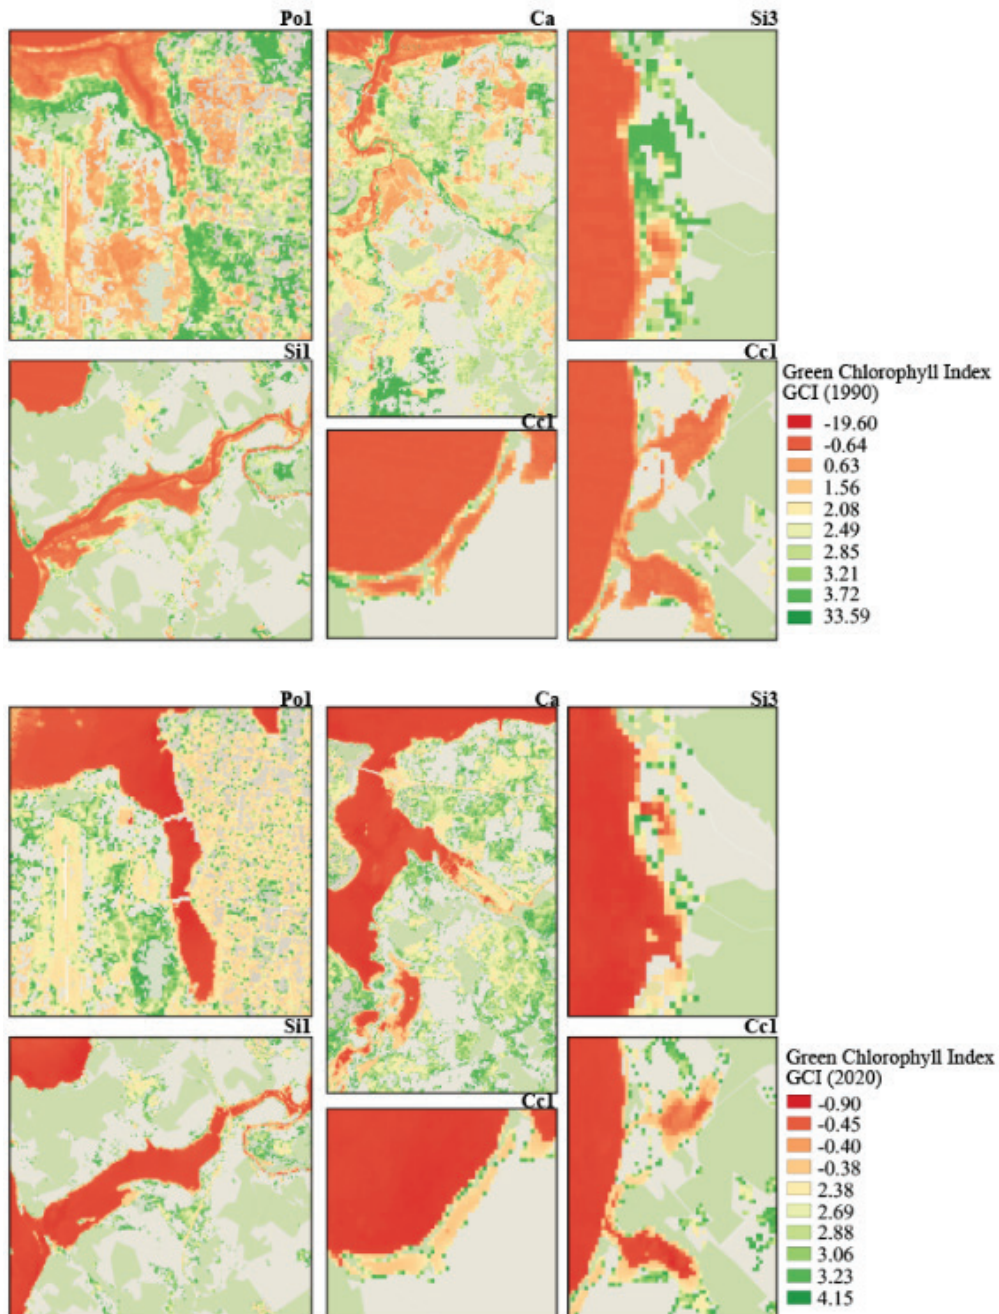 Po1
Ca
Si3
Si1
Cc1
Cc1
Green Chlorophyll Index
GCI (1990)
-19.60
-0.64
0.63
1.56
2.08
2.49
2.85
3.21
3.72
33.59
Po1
Ca
Si3
Si1
Cc1
Cc1
Green Chlorophyll Index
GCI (2020)
-0.90
-0.45
-0.40
-0.38
2.38
2.69
2.88
3.06
3.23
4.15